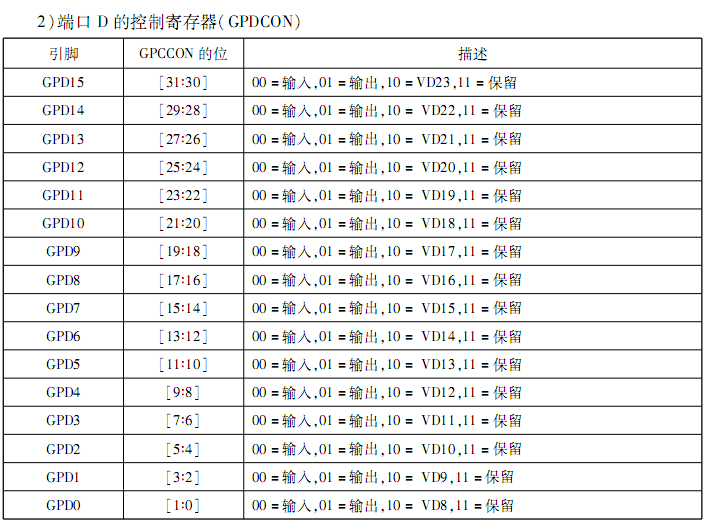 2)端口 D 的控制寄存器(GPDCON)
引脚 GPCCON 的位 描述
GPD15 [31:30] 00 =输入,01 =输出,10 =VD23,11 =保留
GPD14 [29:28] 00 =输入,01 =输出,10 = VD22,11 =保留
GPD13 [27:26] 00 =输入,01 =输出,10 = VD21,11 =保留
GPD12 [25:24] 00 =输入,01 =输出,10 = VD20,11 =保留
GPD11 [23:22] 00 =输入,01 =输出,10 = VD19,11 =保留
GPD10 [21:20] 00 =输入,01 =输出,10 = VD18,11 =保留
GPD9 [19:18] 00 =输入,01 =输出,10 = VD17,11 =保留
GPD8 [17:16] 00 =输入,01 =输出,10 = VD16,11 =保留
GPD7 [15:14] 00 =输入,01 =输出,10 = VD15,11 =保留
GPD6 [13:12] 00 =输入,01 =输出,10 = VD14,11 =保留
GPD5 [11:10] 00 =输入,01 =输出,10 = VD13,11 =保留
GPD4 [9:8] 00 =输入,01 =输出,10 = VD12,11 =保留
GPD3 [7:6] 00 =输入,01 =输出,10 = VD11,11 =保留
GPD2 [5:4] 00 =输入,01 =输出,10 = VD10,11 =保留
GPD1 [3:2] 00 =输入,01 =输出,10 = VD9,11 =保留
GPD0 [1:0] 00 =输入,01 =输出,10 = VD8,11 =保留